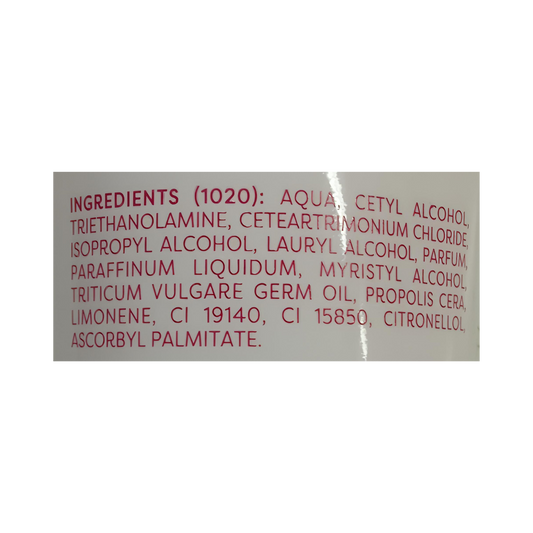 INGREDIENTS (1020): AQUA, CETYL ALCOHOL,
TRIETHANOLAMINE, CETEARTRIMONIUM CHLORIDE,
ISOPROPYL ALCOHOL, LAURYL ALCOHOL, PARFUM,
PARAFFINUM LIQUIDUM, MYRISTYL ALCOHOL,
TRITICUM VULGARE GERM OIL, PROPOLIS CERA,
LIMONENE, CI 19140, CI 15850, CITRONELLOL,
ASCORBYL PALMITATE.